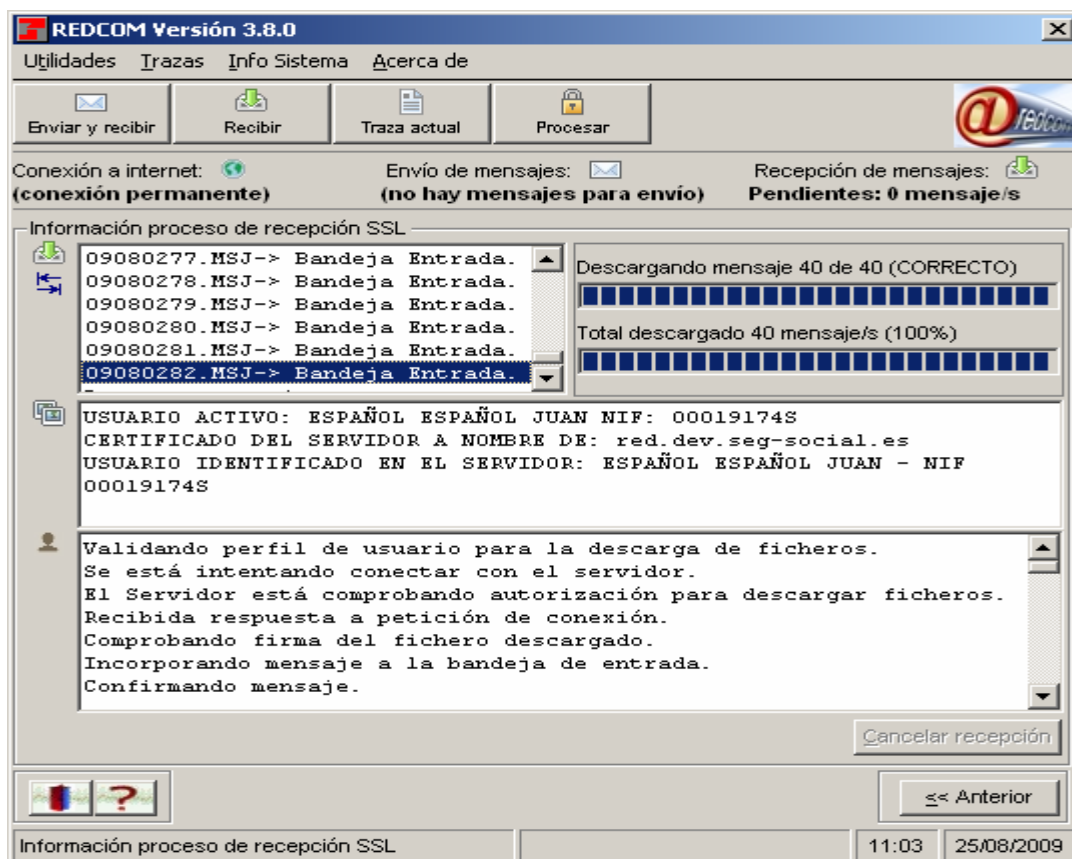 REDCOM Versión 3.8.0
Utilidades Trazas Info Sistema Acerca de
Enviar y recibir Recibir Traza actual Procesar
@redcom
Conexión a internet: Envío de mensajes: Recepción de mensajes:
(conexión permanente) (no hay mensajes para envío) Pendientes: 0 mensaje/s
Información proceso de recepción SSL
09080277.MSJ-> Bandeja Entrada.
09080278.MSJ-> Bandeja Entrada.
09080279.MSJ-> Bandeja Entrada.
09080280.MSJ-> Bandeja Entrada.
09080281.MSJ-> Bandeja Entrada.
09080282.MSJ-> Bandeja Entrada.
Descargando mensaje 40 de 40 (CORRECTO)
Total descargado 40 mensaje/s (100%)
USUARIO ACTIVO: ESPAÑOL ESPAÑOL JUAN NIF: 00019174S
CERTIFICADO DEL SERVIDOR A NOMBRE DE: red.dev.seg-social.es
USUARIO IDENTIFICADO EN EL SERVIDOR: ESPAÑOL ESPAÑOL JUAN - NIF
00019174S
Validando perfil de usuario para la descarga de ficheros.
Se está intentando conectar con el servidor.
El Servidor está comprobando autorización para descargar ficheros.
Recibida respuesta a petición de conexión.
Comprobando firma del fichero descargado.
Incorporando mensaje a la bandeja de entrada.
Confirmando mensaje.
Cancelar recepción
<< Anterior
Información proceso de recepción SSL 11:03 25/08/2009